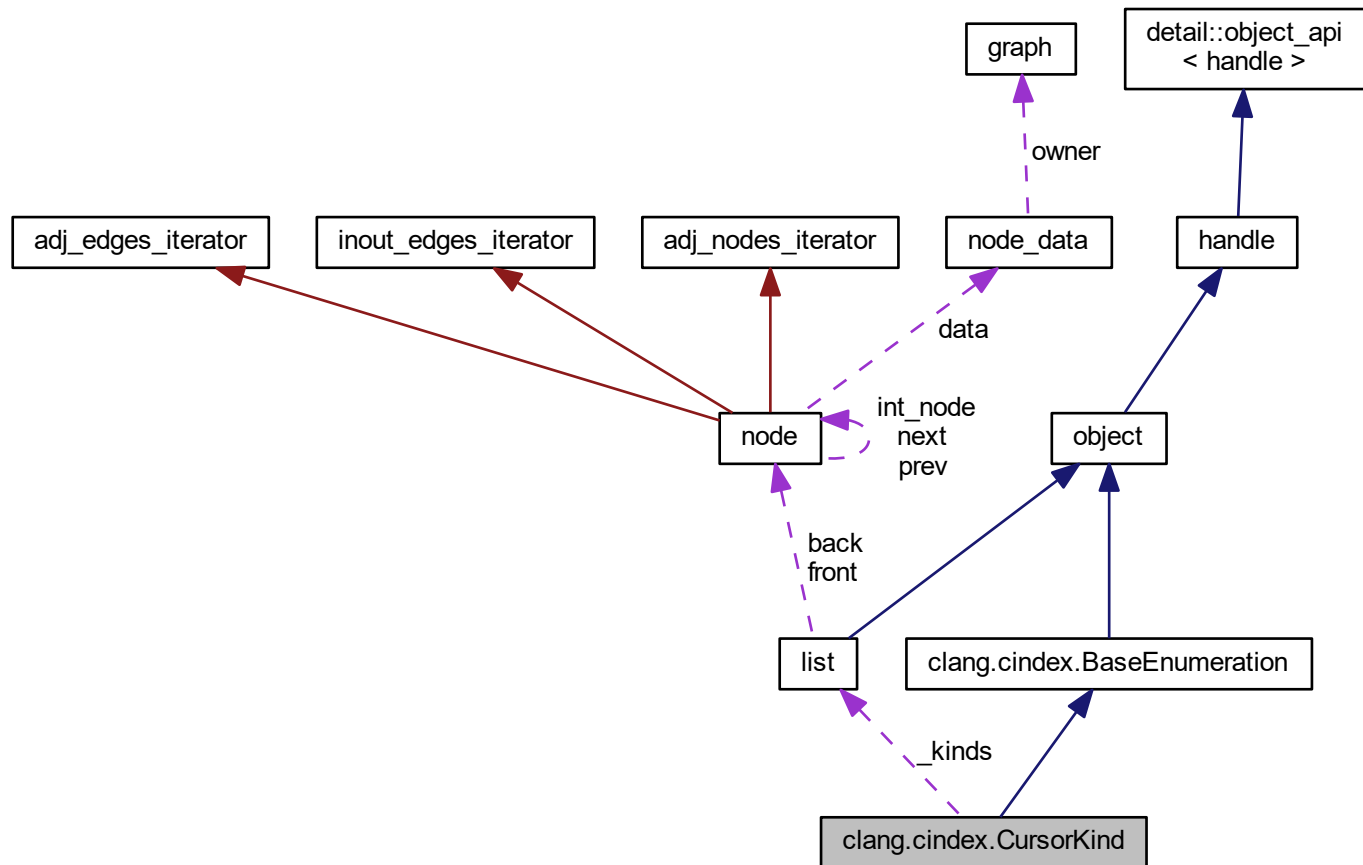 detail::object_api
< handle >
graph
owner
adj_edges_iterator
inout_edges_iterator
adj_nodes_iterator
node_data
handle
data
int_node
next
prev
node
object
back
front
list
clang.cindex.BaseEnumeration
_kinds
clang.cindex.CursorKind